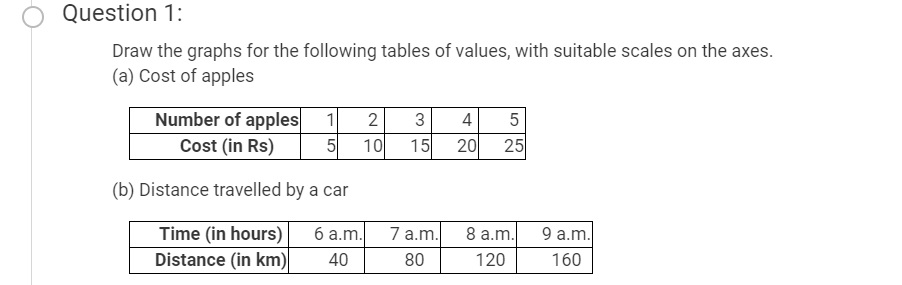 Question 1:
Draw the graphs for the following tables of values, with suitable scales on the axes.
(a) Cost of apples
Number of apples 1 2 3 4 5
Cost (in Rs) 5 10 15 20 25
(b) Distance travelled by a car
Time (in hours) 6 a.m. 7 a.m. 8 a.m. 9 a.m.
Distance (in km) 40 80 120 160